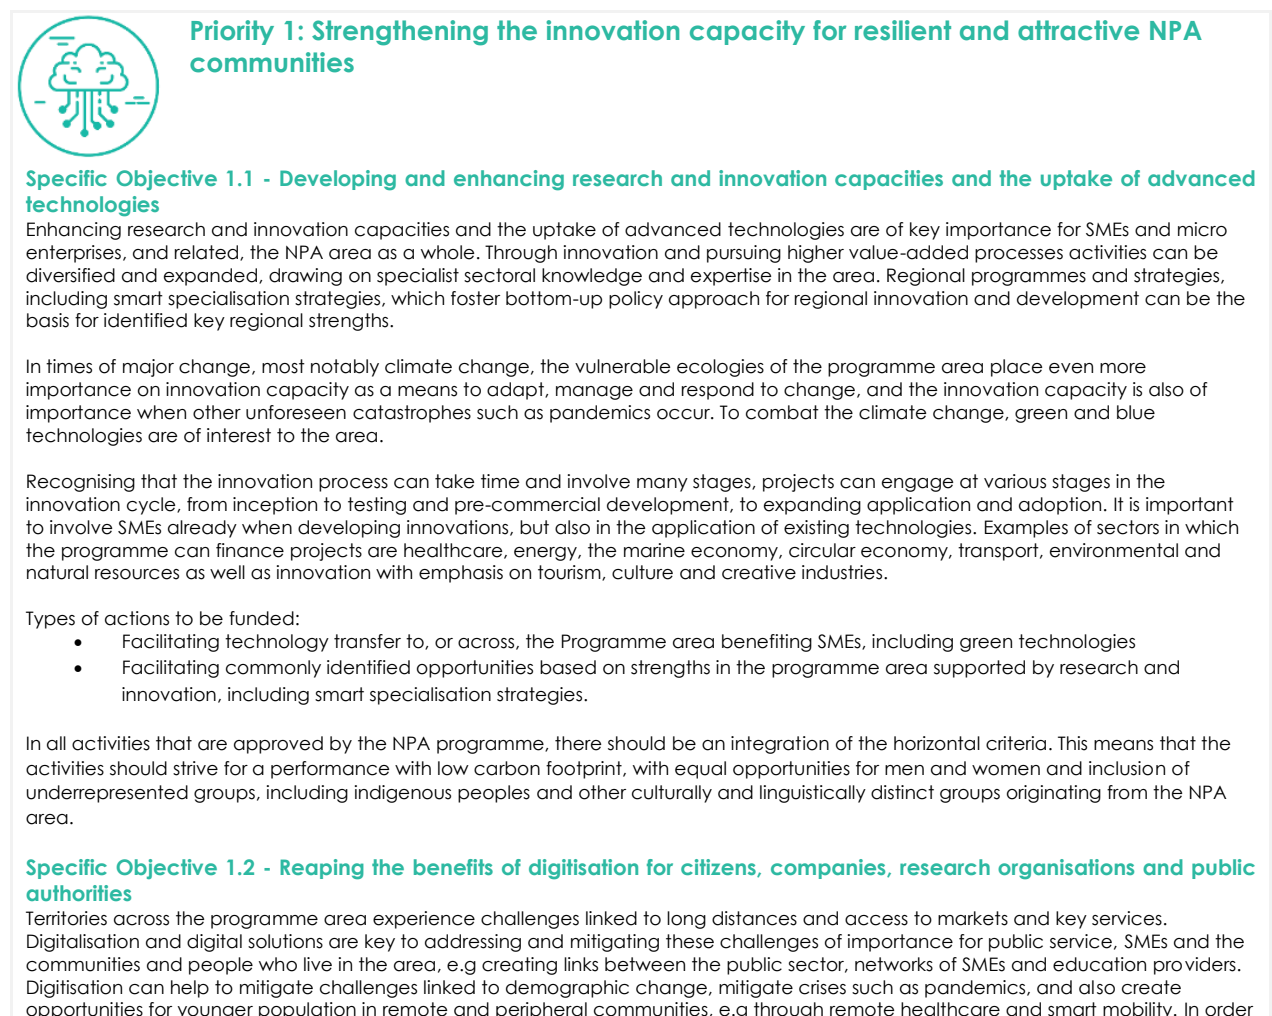 Priority 1: Strengthening the innovation capacity for resilient and attractive NPA
communities
Specific Objective 1.1 - Developing and enhancing research and innovation capacities and the uptake of advanced
technologies
Enhancing research and innovation capacities and the uptake of advanced technologies are of key importance for SMEs and micro
enterprises, and related, the NPA area as a whole. Through innovation and pursuing higher value-added processes activities can be
diversified and expanded, drawing on specialist sectoral knowledge and expertise in the area. Regional programmes and strategies,
including smart specialisation strategies, which foster bottom-up policy approach for regional innovation and development can be the
basis for identified key regional strengths.
In times of major change, most notably climate change, the vulnerable ecologies of the programme area place even more
importance on innovation capacity as a means to adapt, manage and respond to change, and the innovation capacity is also of
importance when other unforeseen catastrophes such as pandemics occur. To combat the climate change, green and blue
technologies are of interest to the area.
Recognising that the innovation process can take time and involve many stages, projects can engage at various stages in the
innovation cycle, from inception to testing and pre-commercial development, to expanding application and adoption. It is important
to involve SMEs already when developing innovations, but also in the application of existing technologies. Examples of sectors in which
the programme can finance projects are healthcare, energy, the marine economy, circular economy, transport, environmental and
natural resources as well as innovation with emphasis on tourism, culture and creative industries.
Types of actions to be funded:
• Facilitating technology transfer to, or across, the Programme area benefiting SMEs, including green technologies
• Facilitating commonly identified opportunities based on strengths in the programme area supported by research and
innovation, including smart specialisation strategies.
In all activities that are approved by the NPA programme, there should be an integration of the horizontal criteria. This means that the
activities should strive for a performance with low carbon footprint, with equal opportunities for men and women and inclusion of
underrepresented groups, including indigenous peoples and other culturally and linguistically distinct groups originating from the NPA
area.
Specific Objective 1.2 - Reaping the benefits of digitisation for citizens, companies, research organisations and public
authorities
Territories across the programme area experience challenges linked to long distances and access to markets and key services.
Digitalisation and digital solutions are key to addressing and mitigating these challenges of importance for public service, SMEs and the
communities and people who live in the area, e.g creating links between the public sector, networks of SMEs and education providers.
Digitisation can help to mitigate challenges linked to demographic change, mitigate crises such as pandemics, and also create
opportunities for younger population in remote and peripheral communities, e.g through remote healthcare and smart mobility. In order